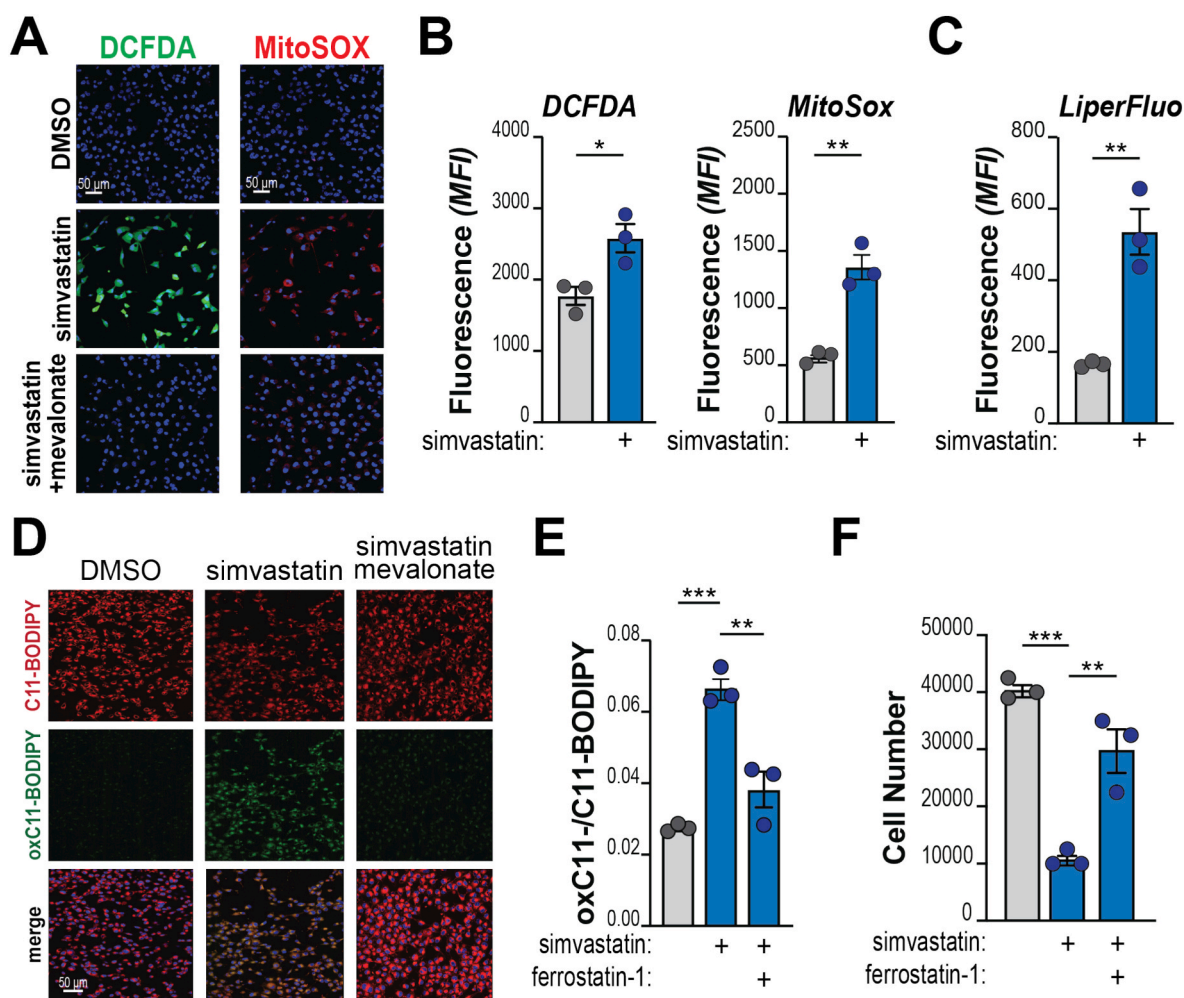 A
DCFDA
MitoSOX
DMSO
50 µm
50 µm
simvastatin
simvastatin
+mevalonate
B
DCFDA
Fluorescence (MFI)
4000
3000
2000
1000
0
*
simvastatin:
+
MitoSox
Fluorescence (MFI)
2500
2000
1500
1000
500
0
**
simvastatin:
+
C
LiperFluo
Fluorescence (MFI)
800
600
400
200
0
**
simvastatin:
+
D
DMSO
simvastatin
simvastatin
mevalonate
C11-BODIPY
oxC11-BODIPY
merge
50 µm
E
oxC11-/C11-BODIPY
0.08
0.06
0.04
0.02
0.00
***
**
simvastatin:
+ +
ferrostatin-1:
+
F
Cell Number
50000
40000
30000
20000
10000
0
***
**
simvastatin:
+ +
ferrostatin-1:
+